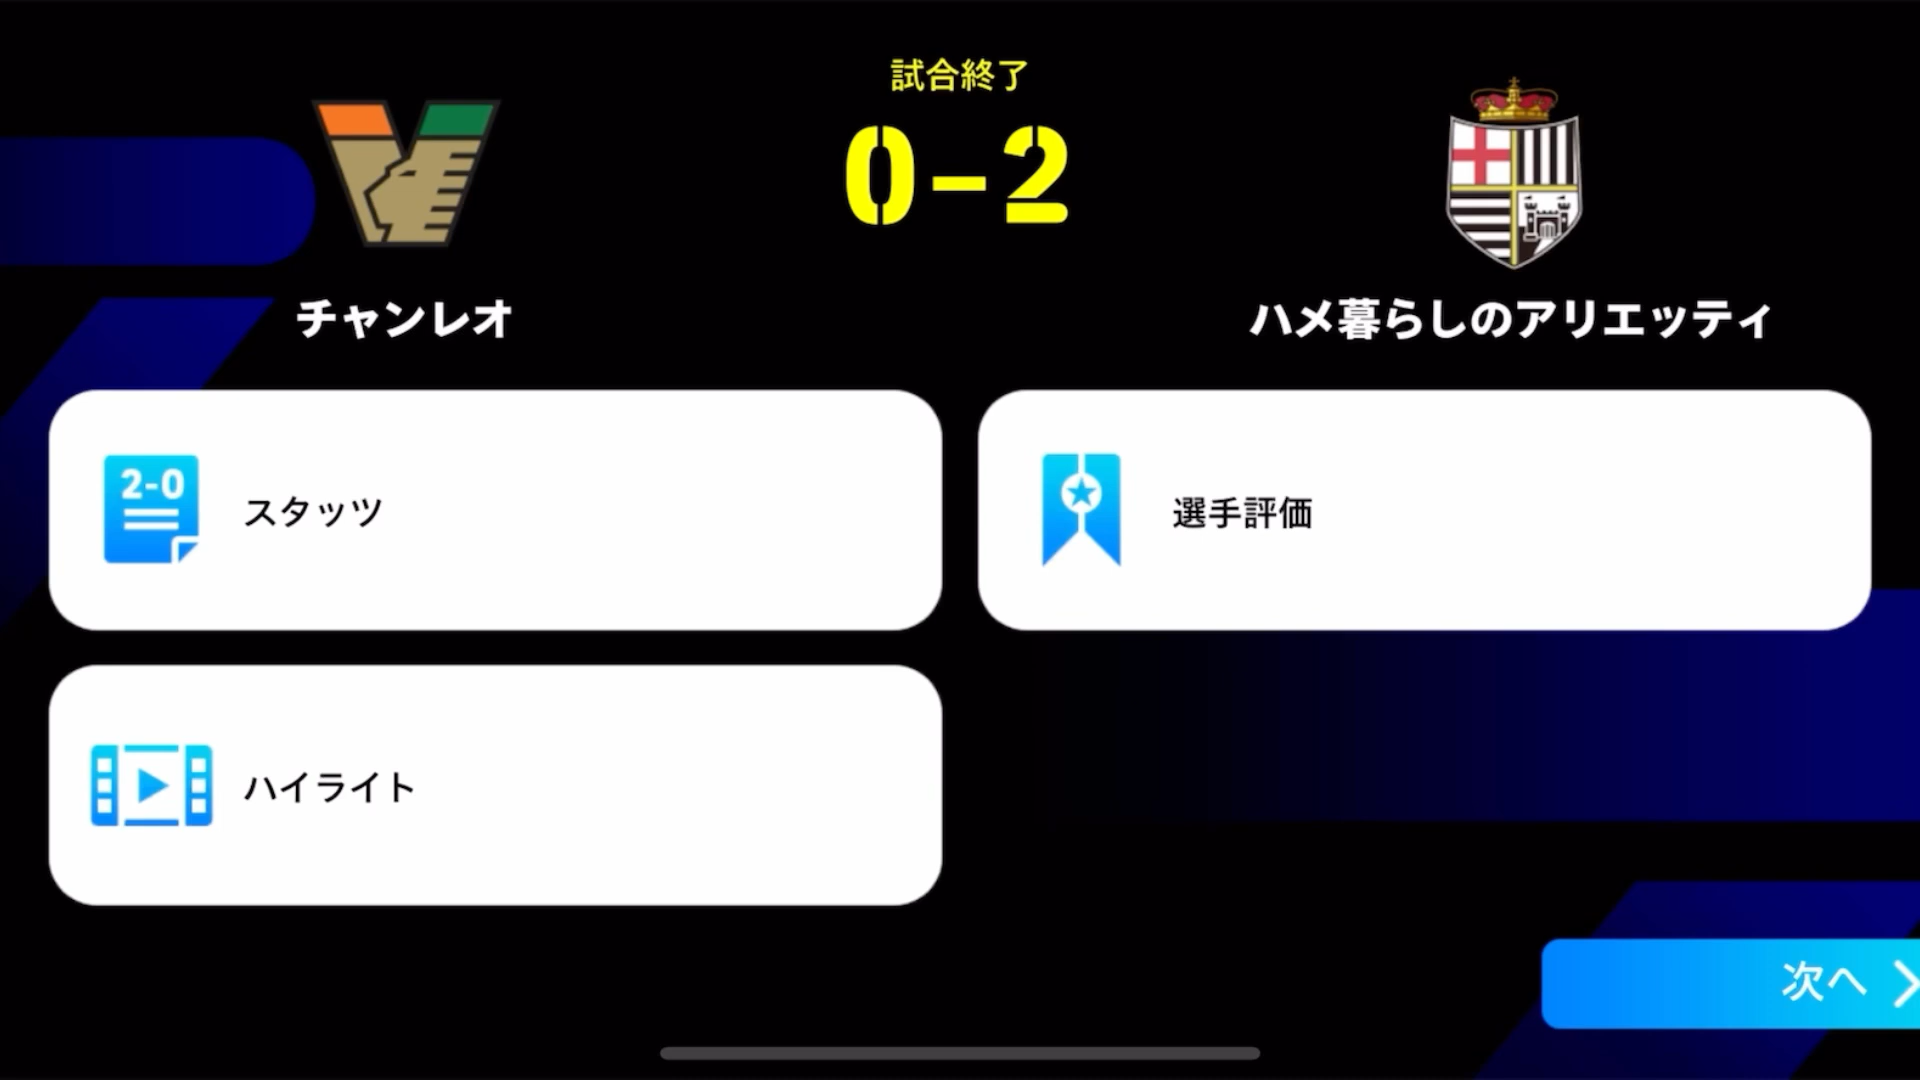 試合終了
0-2
チャンレオ
ハメ暮らしのアリエッティ
2-0
スタッツ
選手評価
ハイライト
次へ